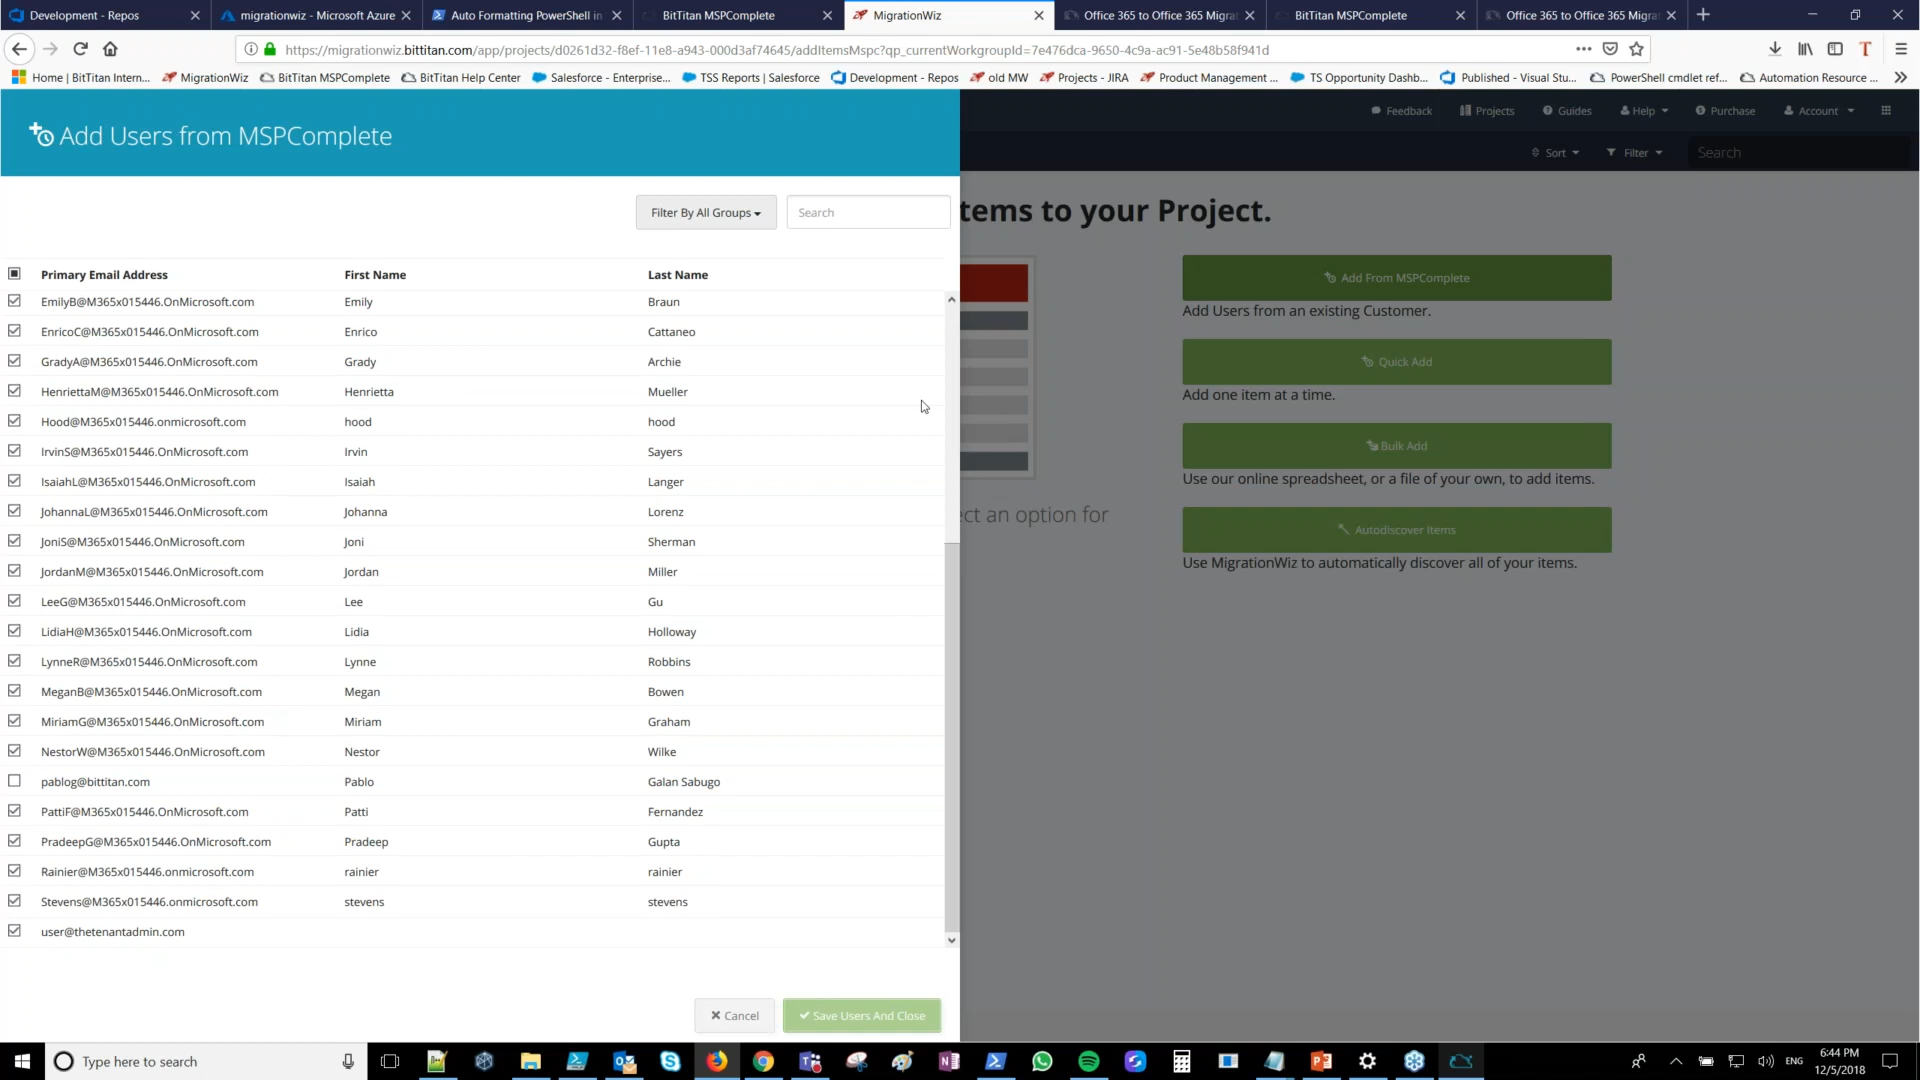 Development - Repos
migrationwiz - Microsoft Azure
Auto Formatting PowerShell in
BitTitan MSPComplete
MigrationWiz
Office 365 to Office 365 Migra
BitTitan MSPComplete
Office 365 to Office 365 Migra
https://migrationwiz.bittitan.com/app/projects/d0261d32-f8ef-11e8-a943-000d3af74645/addItemsMspc?qp_currentWorkgroupId=7e476dca-9650-4c9a-ac91-5e48b58f941d
Home | BitTitan Intern...
MigrationWiz
BitTitan MSPComplete
BitTitan Help Center
Salesforce - Enterprise...
TSS Reports | Salesforce
Development - Repos
old MW
Projects - JIRA
Product Management ...
TS Opportunity Dashb...
Published - Visual Stu...
PowerShell cmdlet ref...
Automation Resource ...
Feedback
Projects
Guides
Help
Purchase
Account
Add Users from MSPComplete
Sort
Filter
Search
Filter By All Groups
Search
tems to your Project.
Primary Email Address First Name Last Name
EmilyB@M365x015446.OnMicrosoft.com Emily Braun
EnricoC@M365x015446.OnMicrosoft.com Enrico Cattaneo
GradyA@M365x015446.OnMicrosoft.com Grady Archie
HenriettaM@M365x015446.OnMicrosoft.com Henrietta Mueller
Hood@M365x015446.onmicrosoft.com hood hood
IrvinS@M365x015446.OnMicrosoft.com Irvin Sayers
IsaiahL@M365x015446.OnMicrosoft.com Isaiah Langer
JohannaL@M365x015446.OnMicrosoft.com Johanna Lorenz
JoniS@M365x015446.OnMicrosoft.com Joni Sherman
JordanM@M365x015446.OnMicrosoft.com Jordan Miller
LeeG@M365x015446.OnMicrosoft.com Lee Gu
LidiaH@M365x015446.OnMicrosoft.com Lidia Holloway
LynneR@M365x015446.OnMicrosoft.com Lynne Robbins
MeganB@M365x015446.OnMicrosoft.com Megan Bowen
MiriamG@M365x015446.OnMicrosoft.com Miriam Graham
NestorW@M365x015446.OnMicrosoft.com Nestor Wilke
pablog@bittitan.com Pablo Galan Sabugo
PattiF@M365x015446.OnMicrosoft.com Patti Fernandez
PradeepG@M365x015446.OnMicrosoft.com Pradeep Gupta
Rainier@M365x015446.onmicrosoft.com rainier rainier
Stevens@M365x015446.onmicrosoft.com stevens stevens
user@thetenantadmin.com
Cancel
Save Users And Close
ect an option for
Add From MSPComplete
Add Users from an existing Customer.
Quick Add
Add one item at a time.
Bulk Add
Use our online spreadsheet, or a file of your own, to add items.
Autodiscover Items
Use MigrationWiz to automatically discover all of your items.
Type here to search
ENG
6:44 PM
12/5/2018